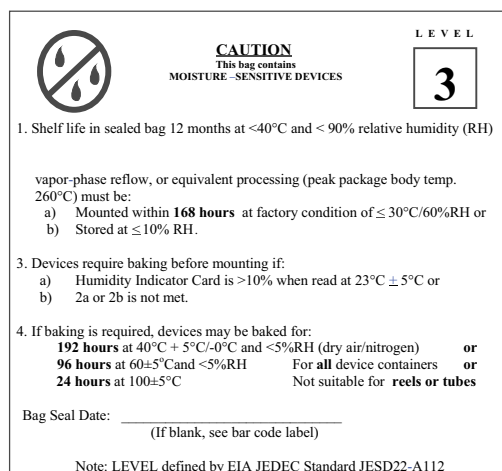 L E V E L
CAUTION
This bag contains
MOISTURE –SENSITIVE DEVICES
3
1. Shelf life in sealed bag 12 months at <40°C and < 90% relative humidity (RH)
vapor-phase reflow, or equivalent processing (peak package body temp.
260°C) must be:
a) Mounted within 168 hours at factory condition of ≤ 30°C/60%RH or
b) Stored at ≤10% RH.
3. Devices require baking before mounting if:
a) Humidity Indicator Card is >10% when read at 23°C ± 5°C or
b) 2a or 2b is not met.
4. If baking is required, devices may be baked for:
192 hours at 40°C + 5°C/-0°C and <5%RH (dry air/nitrogen) or
96 hours at 60±5°Cand <5%RH For all device containers or
24 hours at 100±5°C Not suitable for reels or tubes
Bag Seal Date: ______________________________
(If blank, see bar code label)
Note: LEVEL defined by EIA JEDEC Standard JESD22-A112